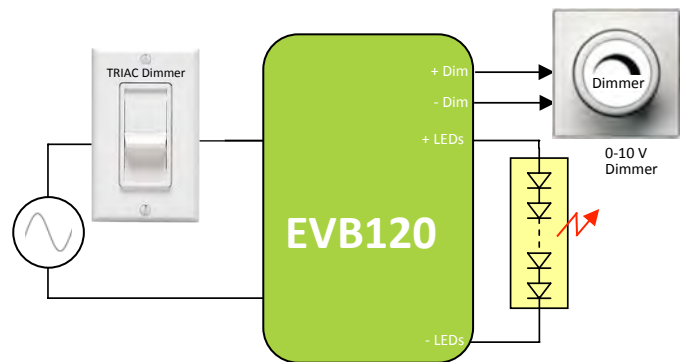 TRIAC Dimmer
+ Dim
- Dim
+ LEDs
Dimmer
0-10 V
Dimmer
EVB120
- LEDs